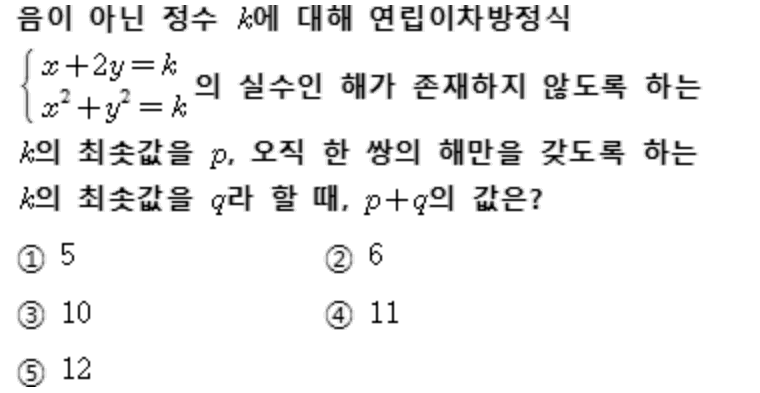 음이 아닌 정수 k에 대해 연립이차방정식
{ x+2y=k
x²+y²=k 의 실수인 해가 존재하지 않도록 하는
k의 최솟값을 p, 오직 한 쌍의 해만을 갖도록 하는
k의 최솟값을 q라 할 때, p+q의 값은?
① 5 ② 6
③ 10 ④ 11
⑤ 12